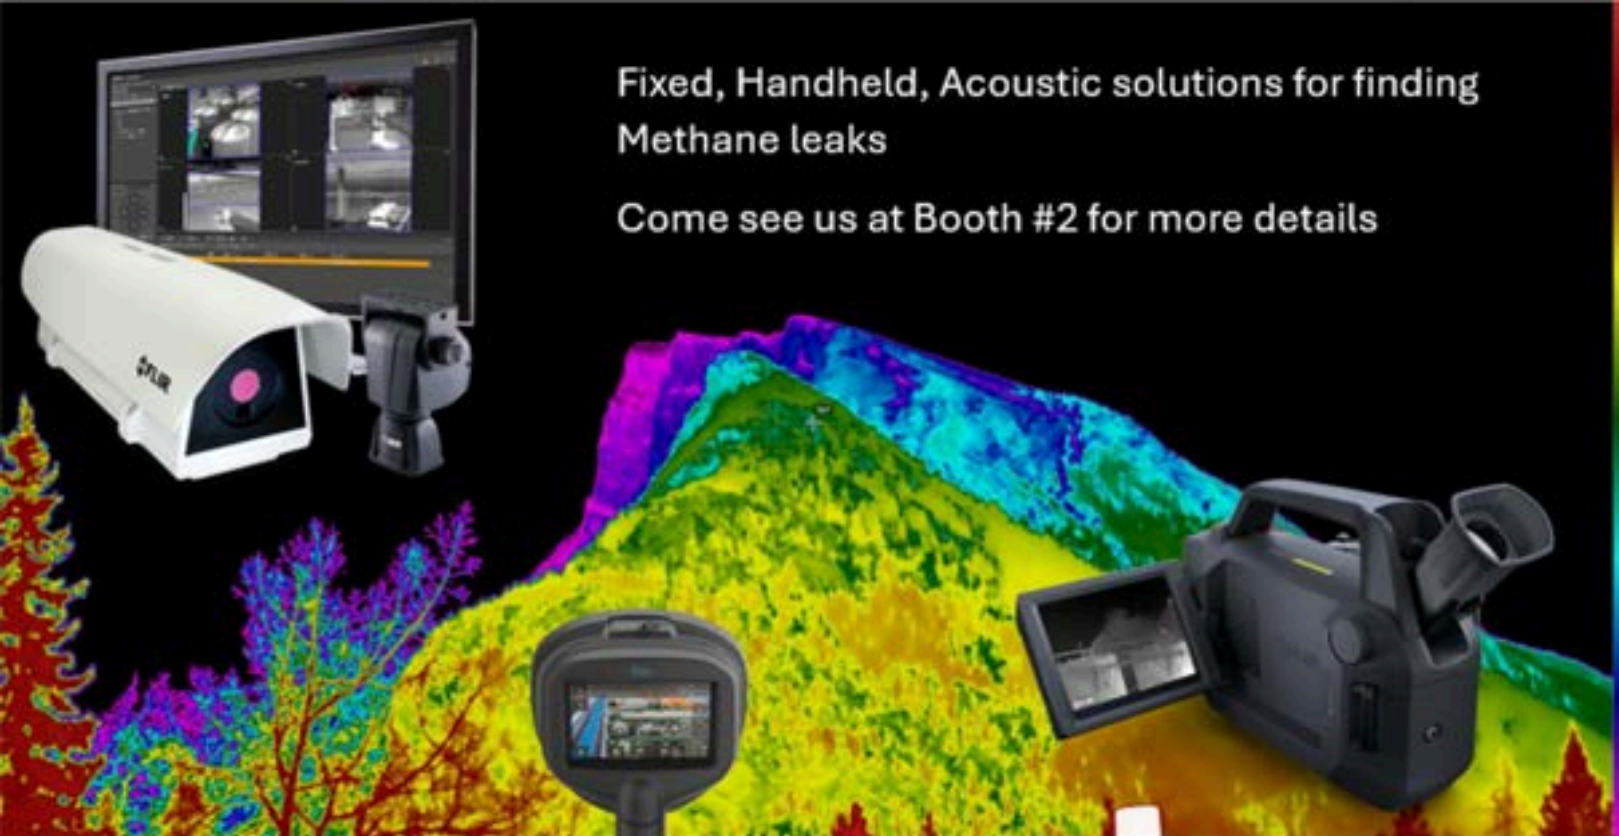 Fixed, Handheld, Acoustic solutions for finding
Methane leaks
Come see us at Booth #2 for more details
FLIR